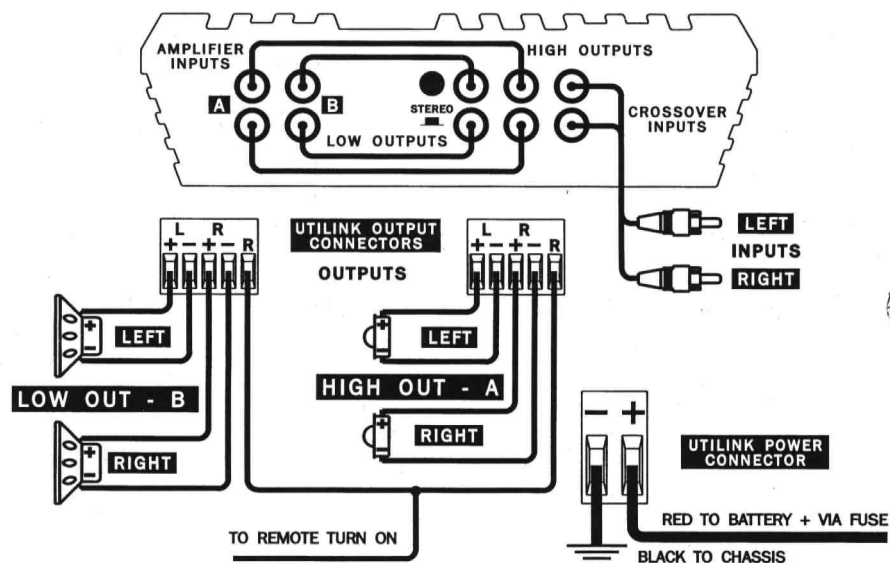 AMPLIFIER
INPUTS
HIGH OUTPUTS
A
B
STEREO
LOW OUTPUTS
CROSSOVER
INPUTS
LEFT
INPUTS
RIGHT
L R
+ − + − R
UTILINK OUTPUT
CONNECTORS
OUTPUTS
L R
+ − + − R
+
−
LEFT
+
−
LEFT
LOW OUT - B
HIGH OUT - A
+
−
RIGHT
+
−
RIGHT
− +
UTILINK POWER
CONNECTOR
RED TO BATTERY + VIA FUSE
TO REMOTE TURN ON
BLACK TO CHASSIS